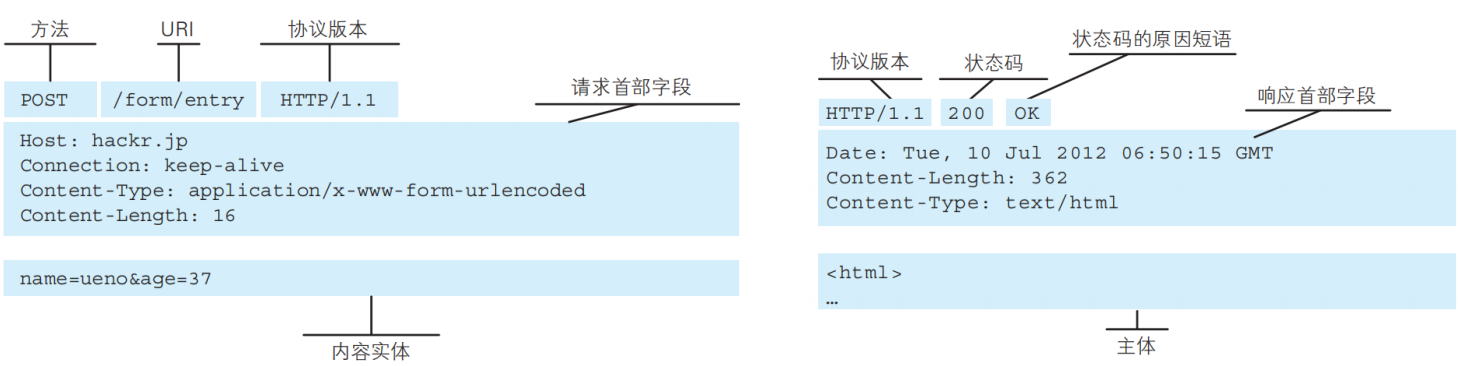 方法
URI
协议版本
POST
/form/entry
HTTP/1.1
请求首部字段
Host: hackr.jp
Connection: keep-alive
Content-Type: application/x-www-form-urlencoded
Content-Length: 16
name=ueno&age=37
内容实体
状态码的原因短语
协议版本
状态码
HTTP/1.1
200
OK
响应首部字段
Date: Tue, 10 Jul 2012 06:50:15 GMT
Content-Length: 362
Content-Type: text/html
<html>
…
主体